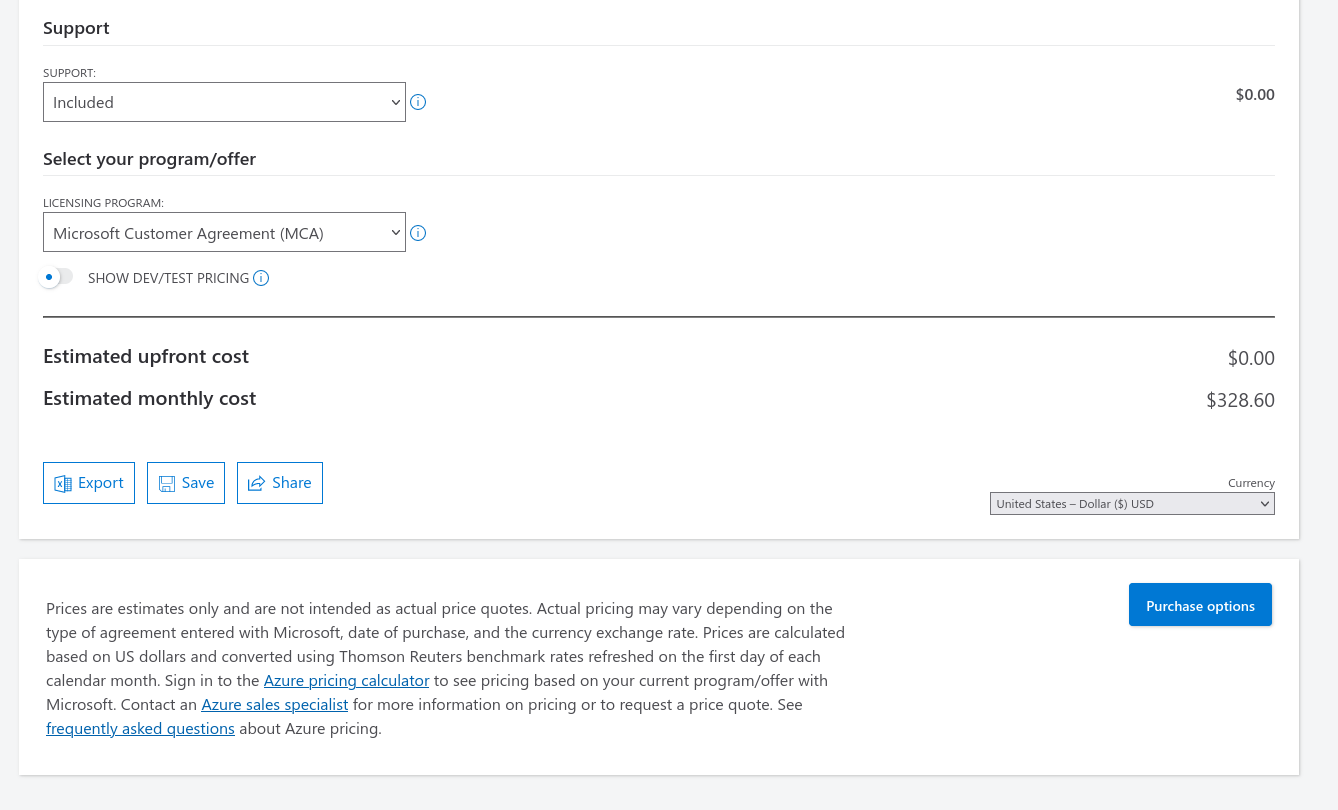 Support
SUPPORT:
Included
$0.00
Select your program/offer
LICENSING PROGRAM:
Microsoft Customer Agreement (MCA)
SHOW DEV/TEST PRICING
Estimated upfront cost
$0.00
Estimated monthly cost
$328.60
Export
Save
Share
Currency
United States – Dollar ($) USD
Prices are estimates only and are not intended as actual price quotes. Actual pricing may vary depending on the
type of agreement entered with Microsoft, date of purchase, and the currency exchange rate. Prices are calculated
based on US dollars and converted using Thomson Reuters benchmark rates refreshed on the first day of each
calendar month. Sign in to the Azure pricing calculator to see pricing based on your current program/offer with
Microsoft. Contact an Azure sales specialist for more information on pricing or to request a price quote. See
frequently asked questions about Azure pricing.
Purchase options